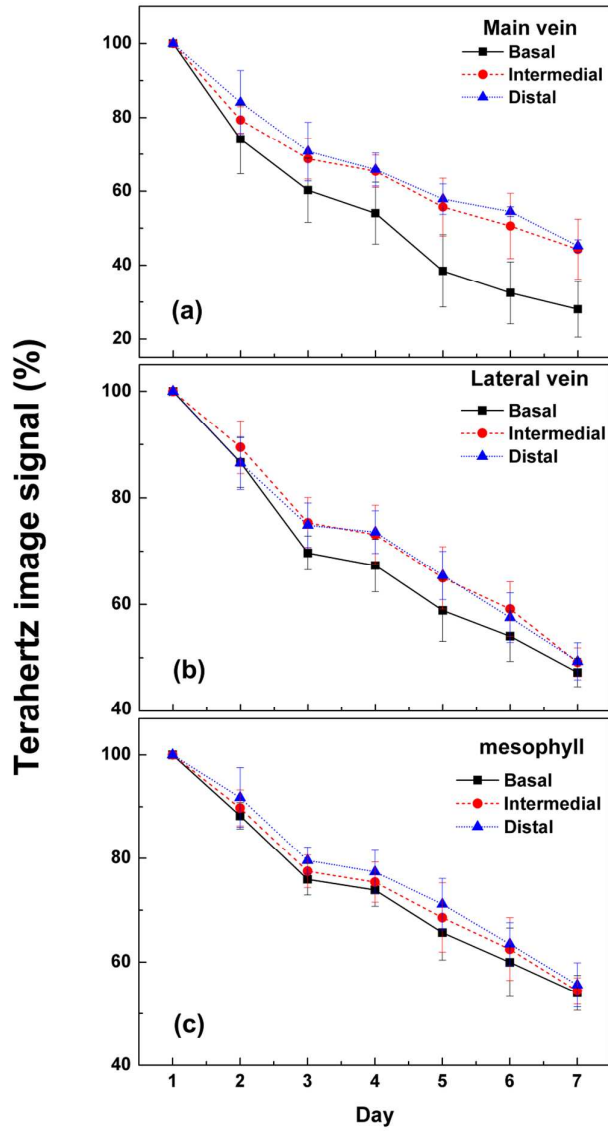 Terahertz image signal (%)
Main vein
Basal
Intermedial
Distal
100
80
60
40
20
(a)
Lateral vein
Basal
Intermedial
Distal
100
80
60
40
(b)
mesophyll
Basal
Intermedial
Distal
100
80
60
40
(c)
1 2 3 4 5 6 7
Day